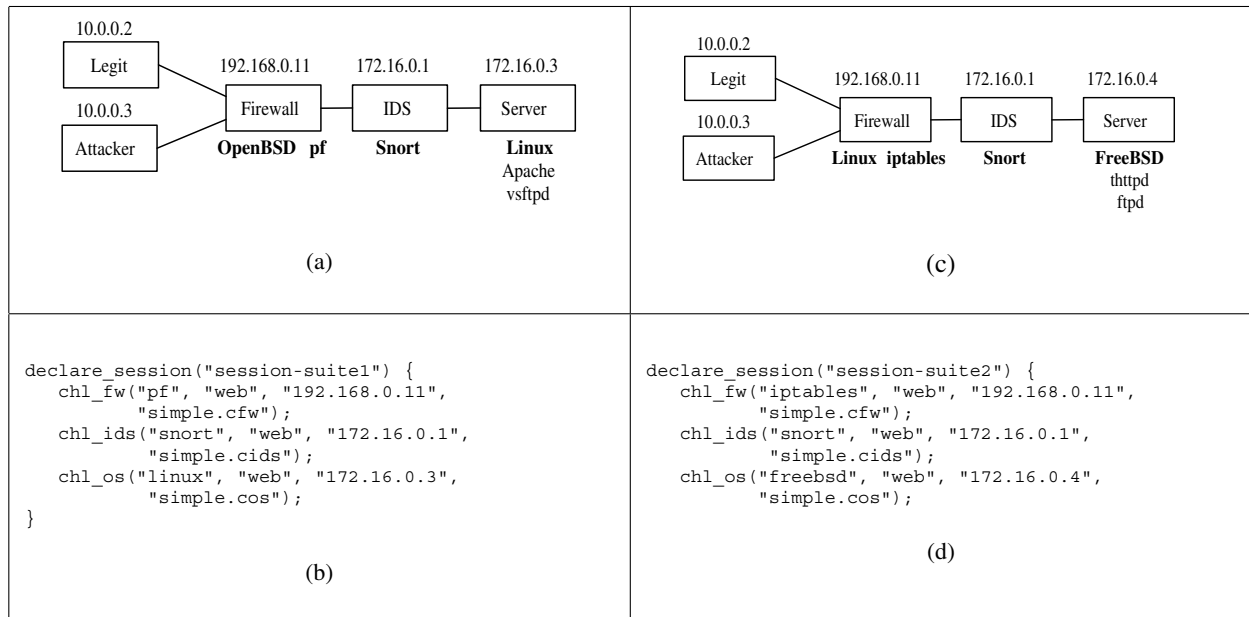 10.0.0.2
Legit
10.0.0.3
Attacker
192.168.0.11
Firewall
OpenBSD pf
172.16.0.1
IDS
Snort
172.16.0.3
Server
Linux
Apache
vsftpd
(a)
10.0.0.2
Legit
10.0.0.3
Attacker
192.168.0.11
Firewall
Linux iptables
172.16.0.1
IDS
Snort
172.16.0.4
Server
FreeBSD
thttpd
ftpd
(c)
declare_session("session-suite1") {
chl_fw("pf", "web", "192.168.0.11",
"simple.cfw");
chl_ids("snort", "web", "172.16.0.1",
"simple.cids");
chl_os("linux", "web", "172.16.0.3",
"simple.cos");
}
(b)
declare_session("session-suite2") {
chl_fw("iptables", "web", "192.168.0.11",
"simple.cfw");
chl_ids("snort", "web", "172.16.0.1",
"simple.cids");
chl_os("freebsd", "web", "172.16.0.4",
"simple.cos");
(d)